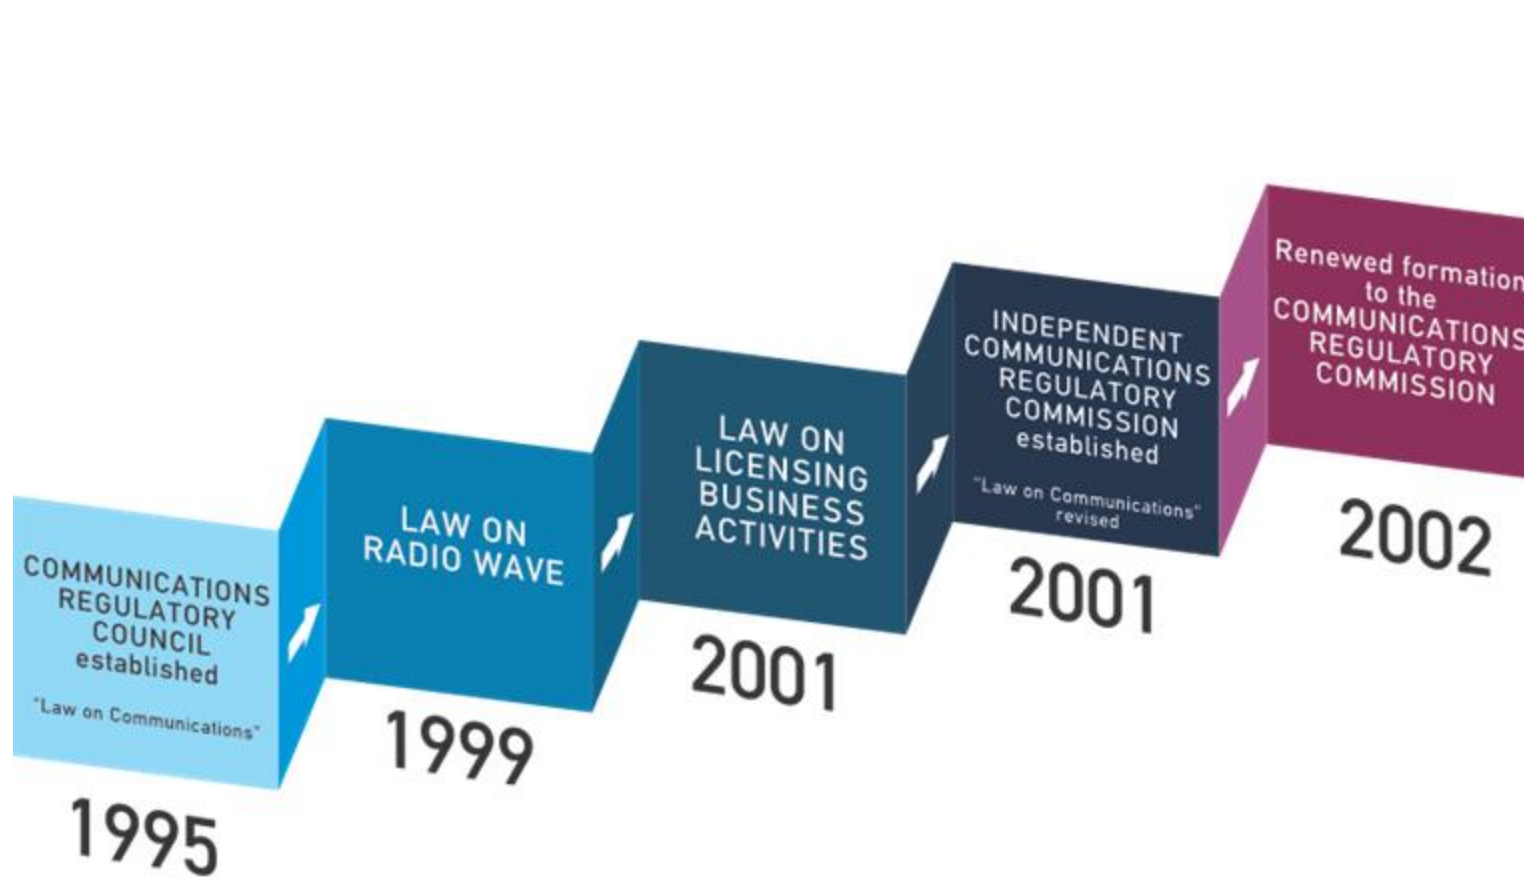 COMMUNICATIONS
REGULATORY
COUNCIL
established
"Law on Communications"
1995
LAW ON
RADIO WAVE
1999
LAW ON
LICENSING
BUSINESS
ACTIVITIES
2001
INDEPENDENT
COMMUNICATIONS
REGULATORY
COMMISSION
established
"Law on Communications"
revised
2001
Renewed formation
to the
COMMUNICATIONS
REGULATORY
COMMISSION
2002